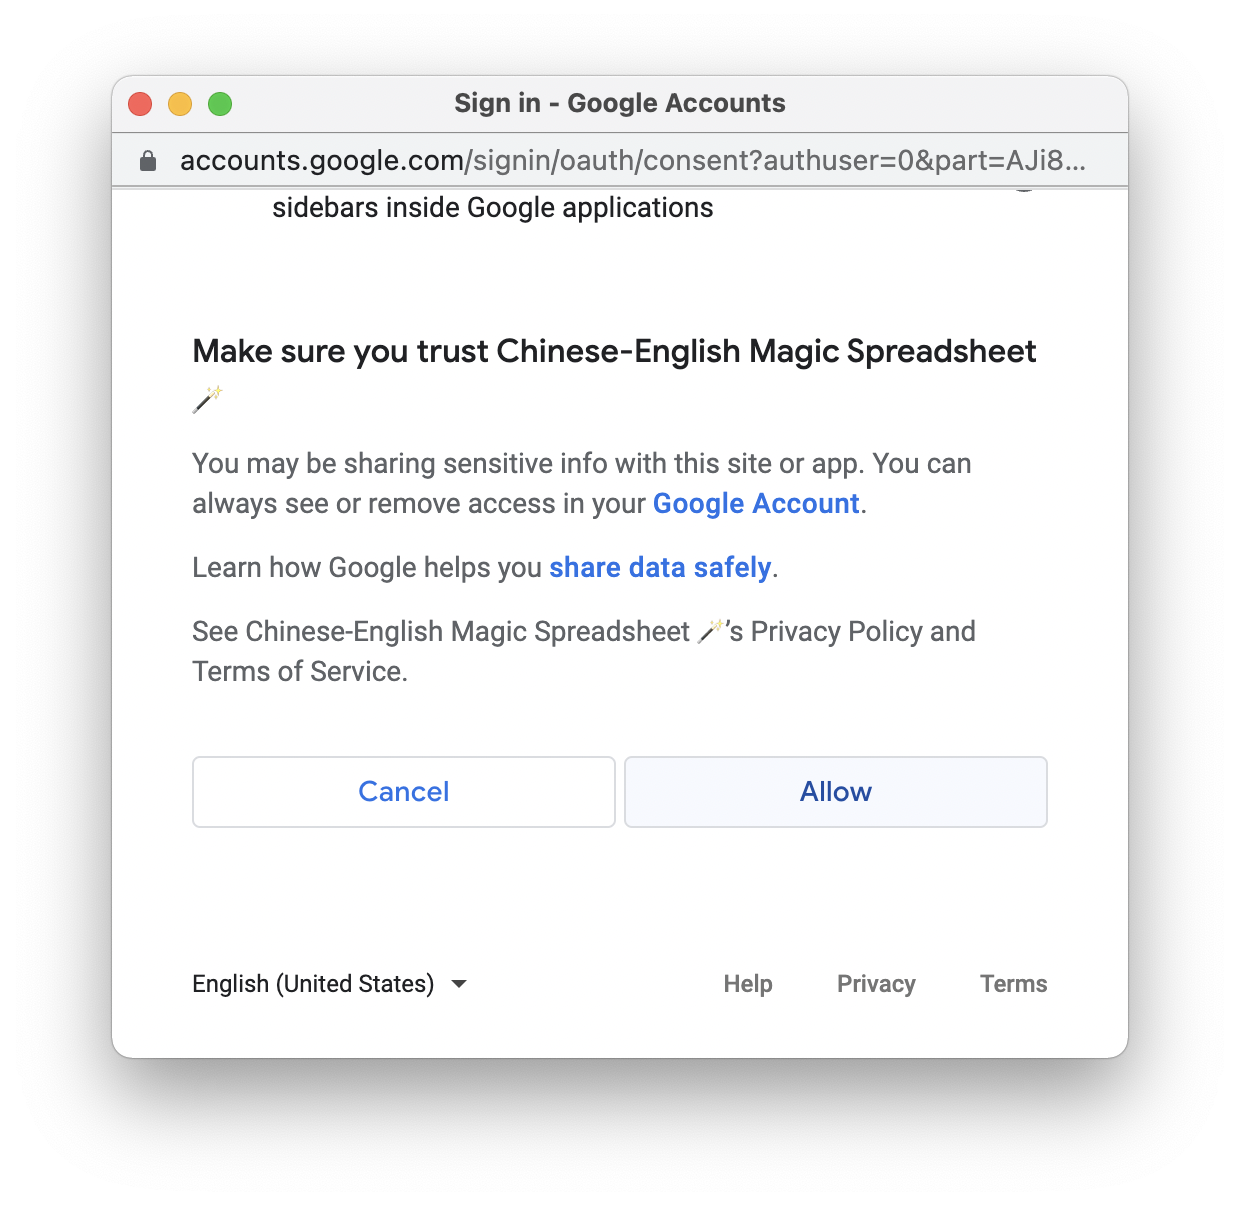 Sign in - Google Accounts
accounts.google.com/signin/oauth/consent?authuser=0&part=AJi8...
sidebars inside Google applications
Make sure you trust Chinese-English Magic Spreadsheet
🪄
You may be sharing sensitive info with this site or app. You can
always see or remove access in your Google Account.
Learn how Google helps you share data safely.
See Chinese-English Magic Spreadsheet 🪄's Privacy Policy and
Terms of Service.
Cancel Allow
English (United States) Help Privacy Terms